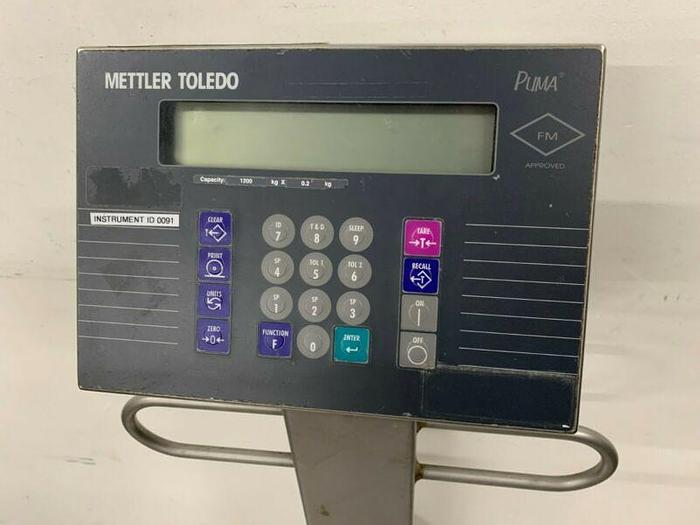 METTLER TOLEDO
PUMA®
FM
APPROVED
Capacity: 1200 kg X 0.2 kg
INSTRUMENT ID 0091
CLEAR
T
ID
7
T & G
8
SLEEP
9
TARE
T
PRINT
SP
4
TOL 1
5
TOL 2
6
RECALL
UNITS
SP
1
SP
2
SP
3
ON
ZERO
0
FUNCTION
F
0
ENTER
OFF